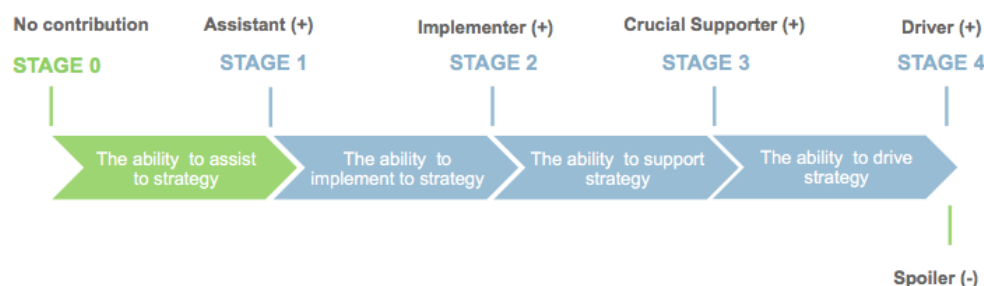 No contribution
Assistant (+)
Implementer (+)
Crucial Supporter (+)
Driver (+)
STAGE 0
STAGE 1
STAGE 2
STAGE 3
STAGE 4
The ability to assist
to strategy
The ability to
implement to strategy
The ability to support
strategy
The ability to drive
strategy
Spoiler (-)